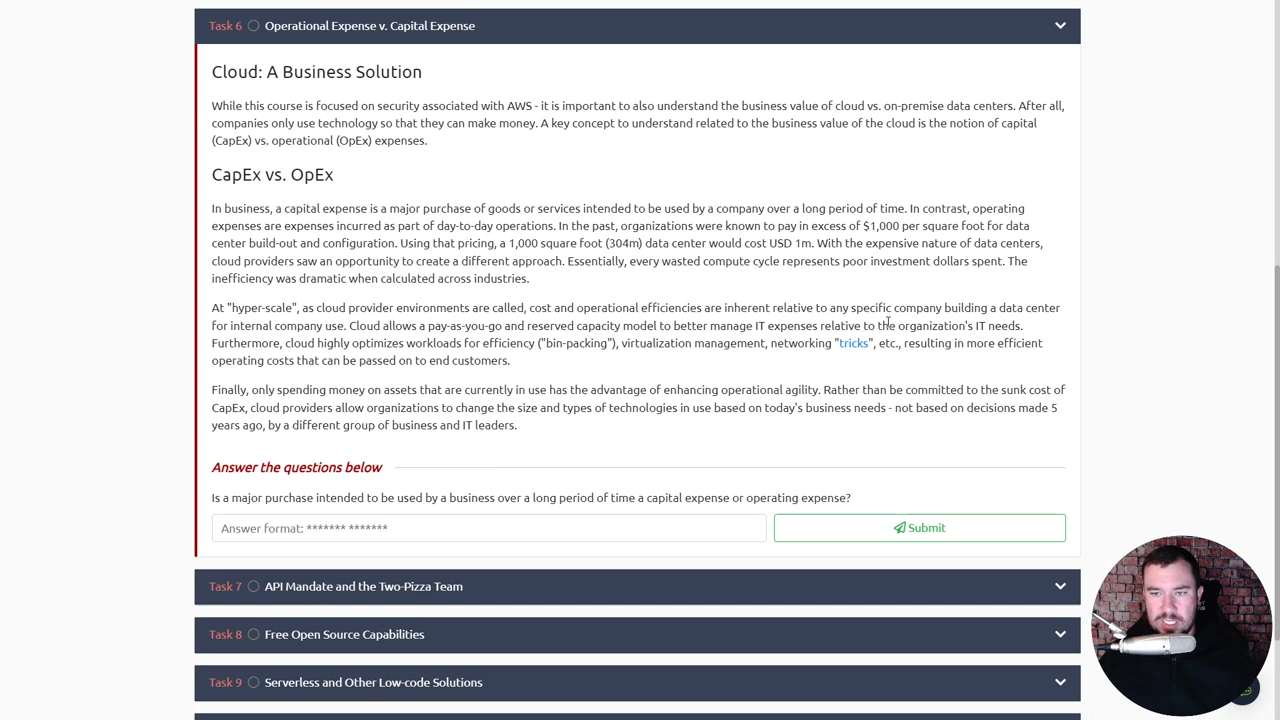 Task 6 Operational Expense v. Capital Expense
Cloud: A Business Solution
While this course is focused on security associated with AWS - it is important to also understand the business value of cloud vs. on-premise data centers. After all,
companies only use technology so that they can make money. A key concept to understand related to the business value of the cloud is the notion of capital
(CapEx) vs. operational (OpEx) expenses.
CapEx vs. OpEx
In business, a capital expense is a major purchase of goods or services intended to be used by a company over a long period of time. In contrast, operating
expenses are expenses incurred as part of day-to-day operations. In the past, organizations were known to pay in excess of $1,000 per square foot for data
center build-out and configuration. Using that pricing, a 1,000 square foot (304m) data center would cost USD 1m. With the expensive nature of data centers,
cloud providers saw an opportunity to create a different approach. Essentially, every wasted compute cycle represents poor investment dollars spent. The
inefficiency was dramatic when calculated across industries.
At "hyper-scale", as cloud provider environments are called, cost and operational efficiencies are inherent relative to any specific company building a data center
for internal company use. Cloud allows a pay-as-you-go and reserved capacity model to better manage IT expenses relative to the organization's IT needs.
Furthermore, cloud highly optimizes workloads for efficiency ("bin-packing"), virtualization management, networking "tricks", etc., resulting in more efficient
operating costs that can be passed on to end customers.
Finally, only spending money on assets that are currently in use has the advantage of enhancing operational agility. Rather than be committed to the sunk cost of
CapEx, cloud providers allow organizations to change the size and types of technologies in use based on today's business needs - not based on decisions made 5
years ago, by a different group of business and IT leaders.
Answer the questions below
Is a major purchase intended to be used by a business over a long period of time a capital expense or operating expense?
Answer format: ******* *******
Submit
Task 7 API Mandate and the Two-Pizza Team
Task 8 Free Open Source Capabilities
Task 9 Serverless and Other Low-code Solutions